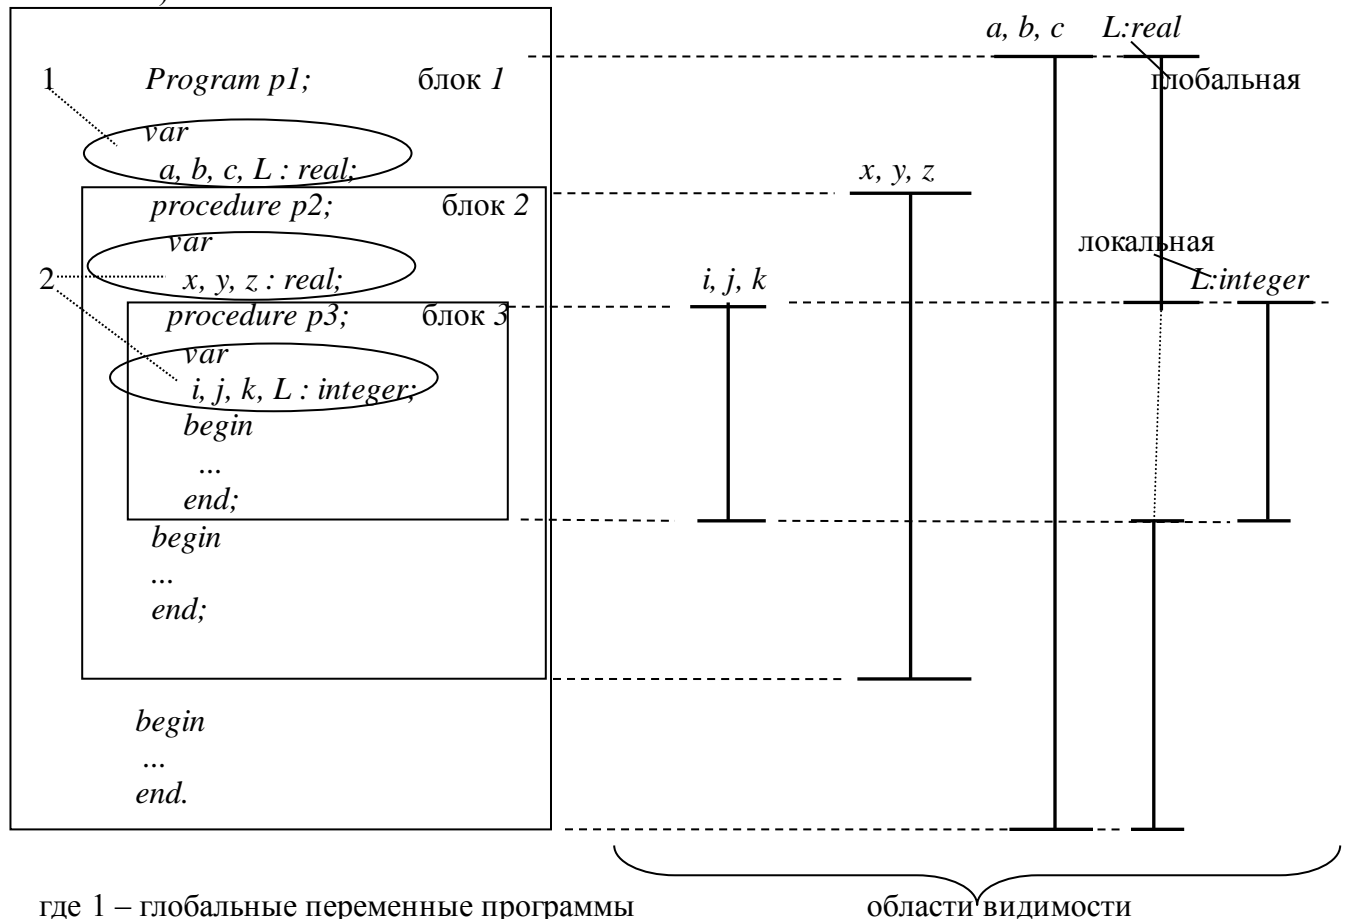 )
a, b, c L:real
1 Program p1; блок 1 глобальная
var
a, b, c, L : real; x, y, z
procedure p2; блок 2
var локальная
2 x, y, z : real; i, j, k L:integer
procedure p3; блок 3
var
i, j, k, L : integer;
begin
...
end;
begin
...
end;
begin
...
end.
где 1 – глобальные переменные программы области видимости